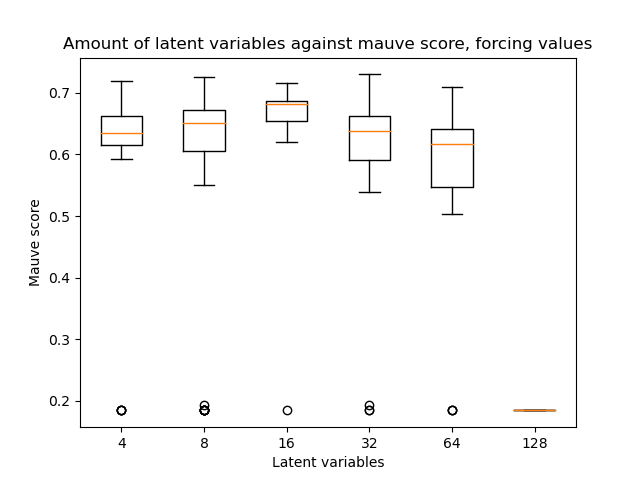 Amount of latent variables against mauve score, forcing values
0.7
0.6
0.5
0.4
0.3
0.2
Mauve score
4 8 16 32 64 128
Latent variables